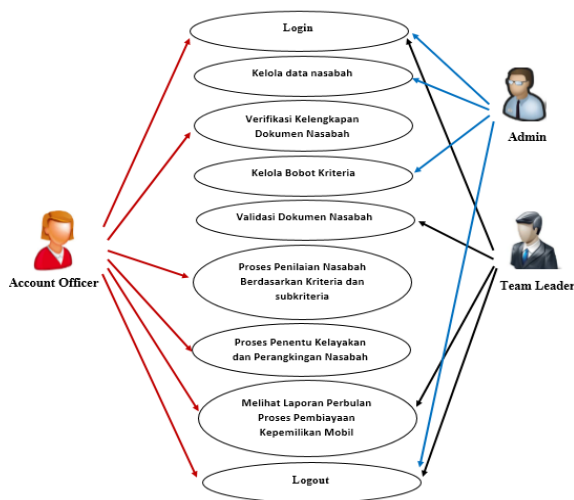 Login
Kelola data nasabah
Verifikasi Kelengkapan
Dokumen Nasabah
Admin
Kelola Bobot Kriteria
Validasi Dokumen Nasabah
Account Officer
Team Leader
Proses Penilaian Nasabah
Berdasarkan Kriteria dan
subkriteria
Proses Penentu Kelayakan
dan Perangkingan Nasabah
Melihat Laporan Perbulan
Proses Pembiayaan
Kepemilikan Mobil
Logout